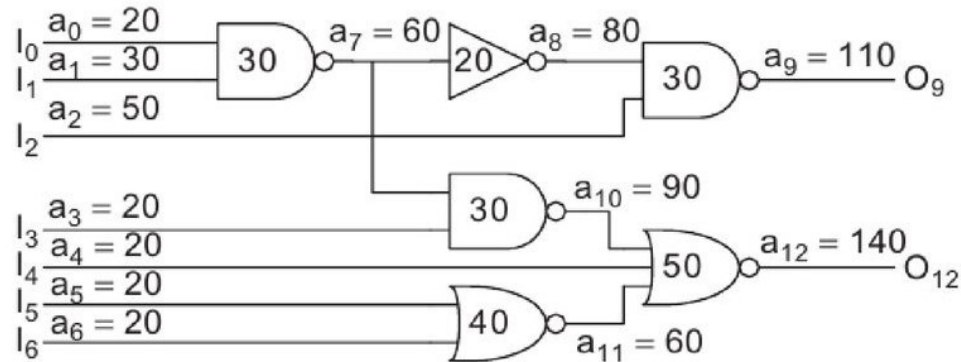 a₀ = 20
I₀
a₁ = 30
I₁
30
a₇ = 60
20
a₈ = 80
30
a₉ = 110
O₉
a₂ = 50
I₂
a₃ = 20
I₃
30
a₁₀ = 90
a₄ = 20
I₄
50
a₁₂ = 140
O₁₂
a₅ = 20
I₅
40
a₆ = 20
I₆
a₁₁ = 60